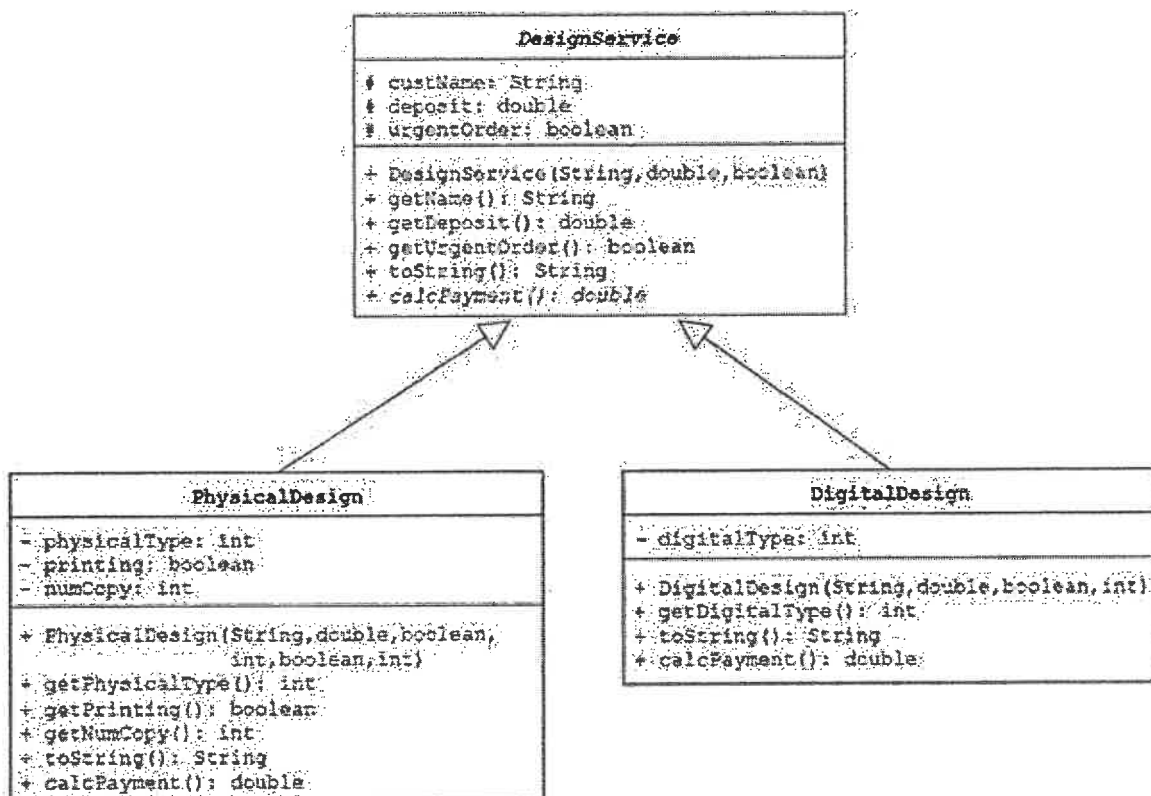 DesignService
# custName: String
# deposit: double
# urgentOrder: boolean
+ DesignService(String,double,boolean)
+ getName(): String
+ getDeposit(): double
+ getUrgentOrder(): boolean
+ toString(): String
+ calcPayment(): double
PhysicalDesign
- physicalType: int
- printing: boolean
- numCopy: int
+ PhysicalDesign(String,double,boolean,
int,boolean,int)
+ getPhysicalType(): int
+ getPrinting(): boolean
+ getNumCopy(): int
+ toString(): String
+ calcPayment(): double
DigitalDesign
- digitalType: int
+ DigitalDesign(String,double,boolean,int)
+ getDigitalType(): int
+ toString(): String
+ calcPayment(): double